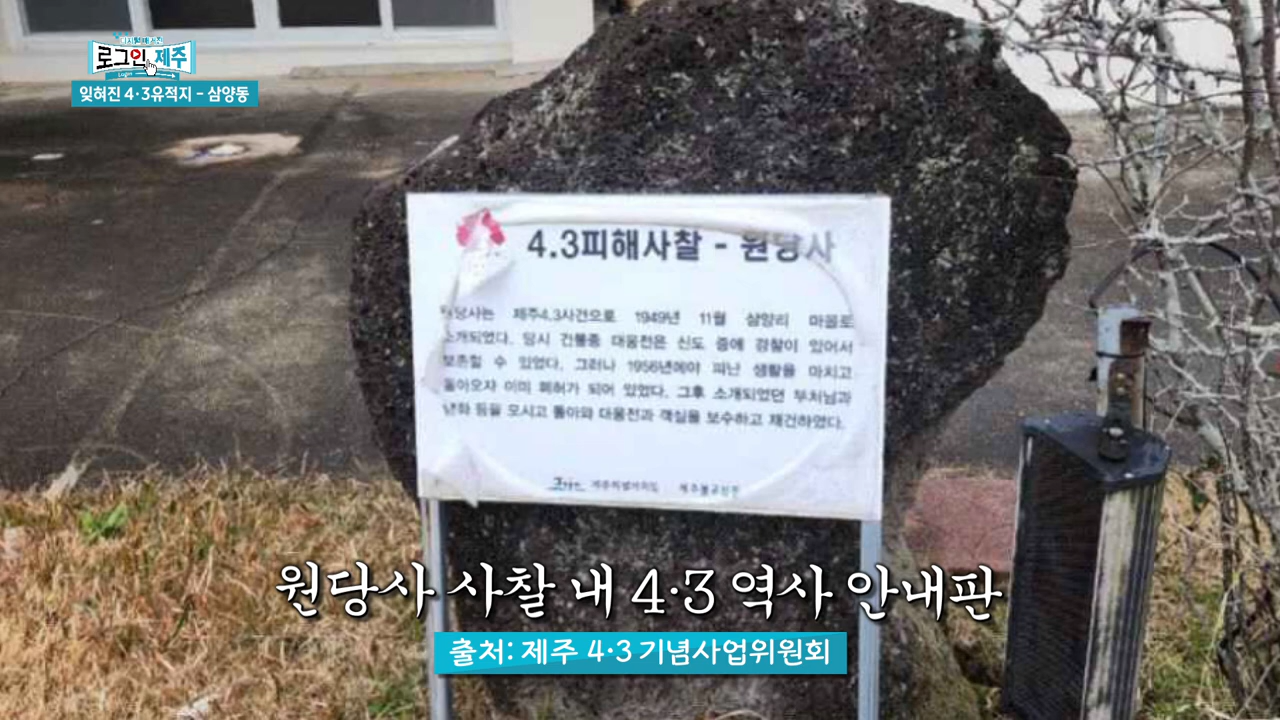 디지털 매거진
로그인 제주
Login
잊혀진 4·3유적지 - 삼양동
4.3피해사찰 - 원당사
원당사는 제주4.3사건으로 1949년 11월 삼양리 마을로
소개되었다. 당시 건물중 대웅전은 신도 중에 경찰이 있어서
보존할 수 있었다. 그러나 1956년에야 피난 생활을 마치고
돌아오자 이미 폐허가 되어 있었다. 그후 소개되었던 부처님과
탱화 등을 모시고 돌아와 대웅전과 객실을 보수하고 재건하였다.
제주특별자치도 제주불교신문
원당사 사찰 내 4·3 역사 안내판
출처: 제주 4·3 기념사업위원회